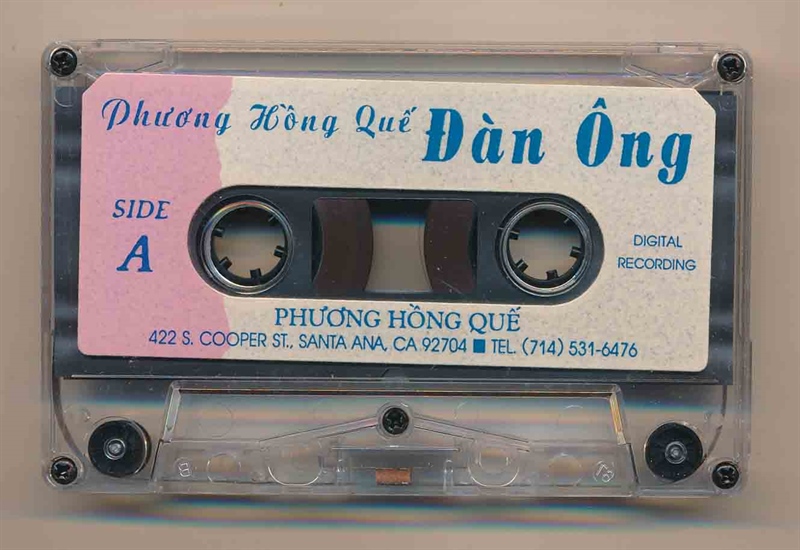 Phương Hồng Quế Đàn Ông
SIDE
A
DIGITAL
RECORDING
PHƯƠNG HỒNG QUẾ
422 S. COOPER ST., SANTA ANA, CA 92704 ■ TEL. (714) 531-6476